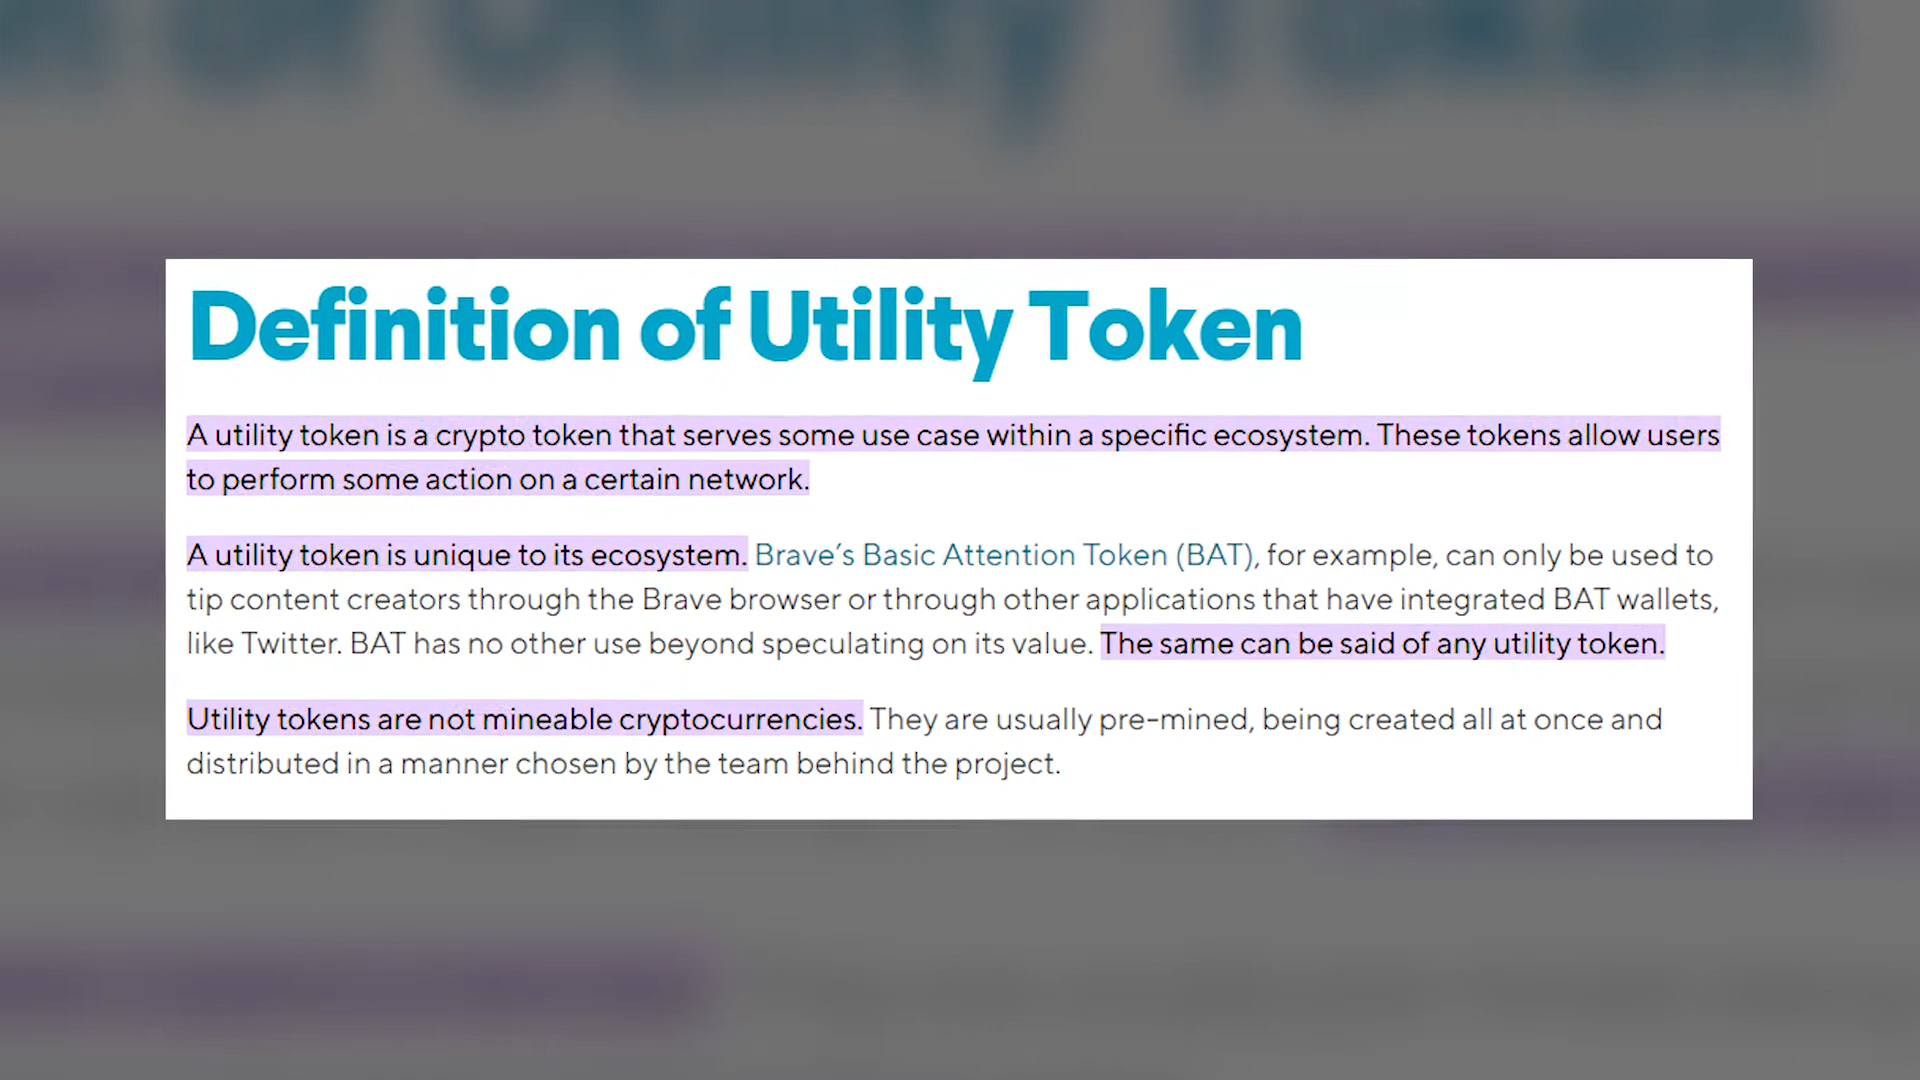 Definition of Utility Token
A utility token is a crypto token that serves some use case within a specific ecosystem. These tokens allow users
to perform some action on a certain network.
A utility token is unique to its ecosystem. Brave's Basic Attention Token (BAT), for example, can only be used to
tip content creators through the Brave browser or through other applications that have integrated BAT wallets,
like Twitter. BAT has no other use beyond speculating on its value. The same can be said of any utility token.
Utility tokens are not mineable cryptocurrencies. They are usually pre-mined, being created all at once and
distributed in a manner chosen by the team behind the project.